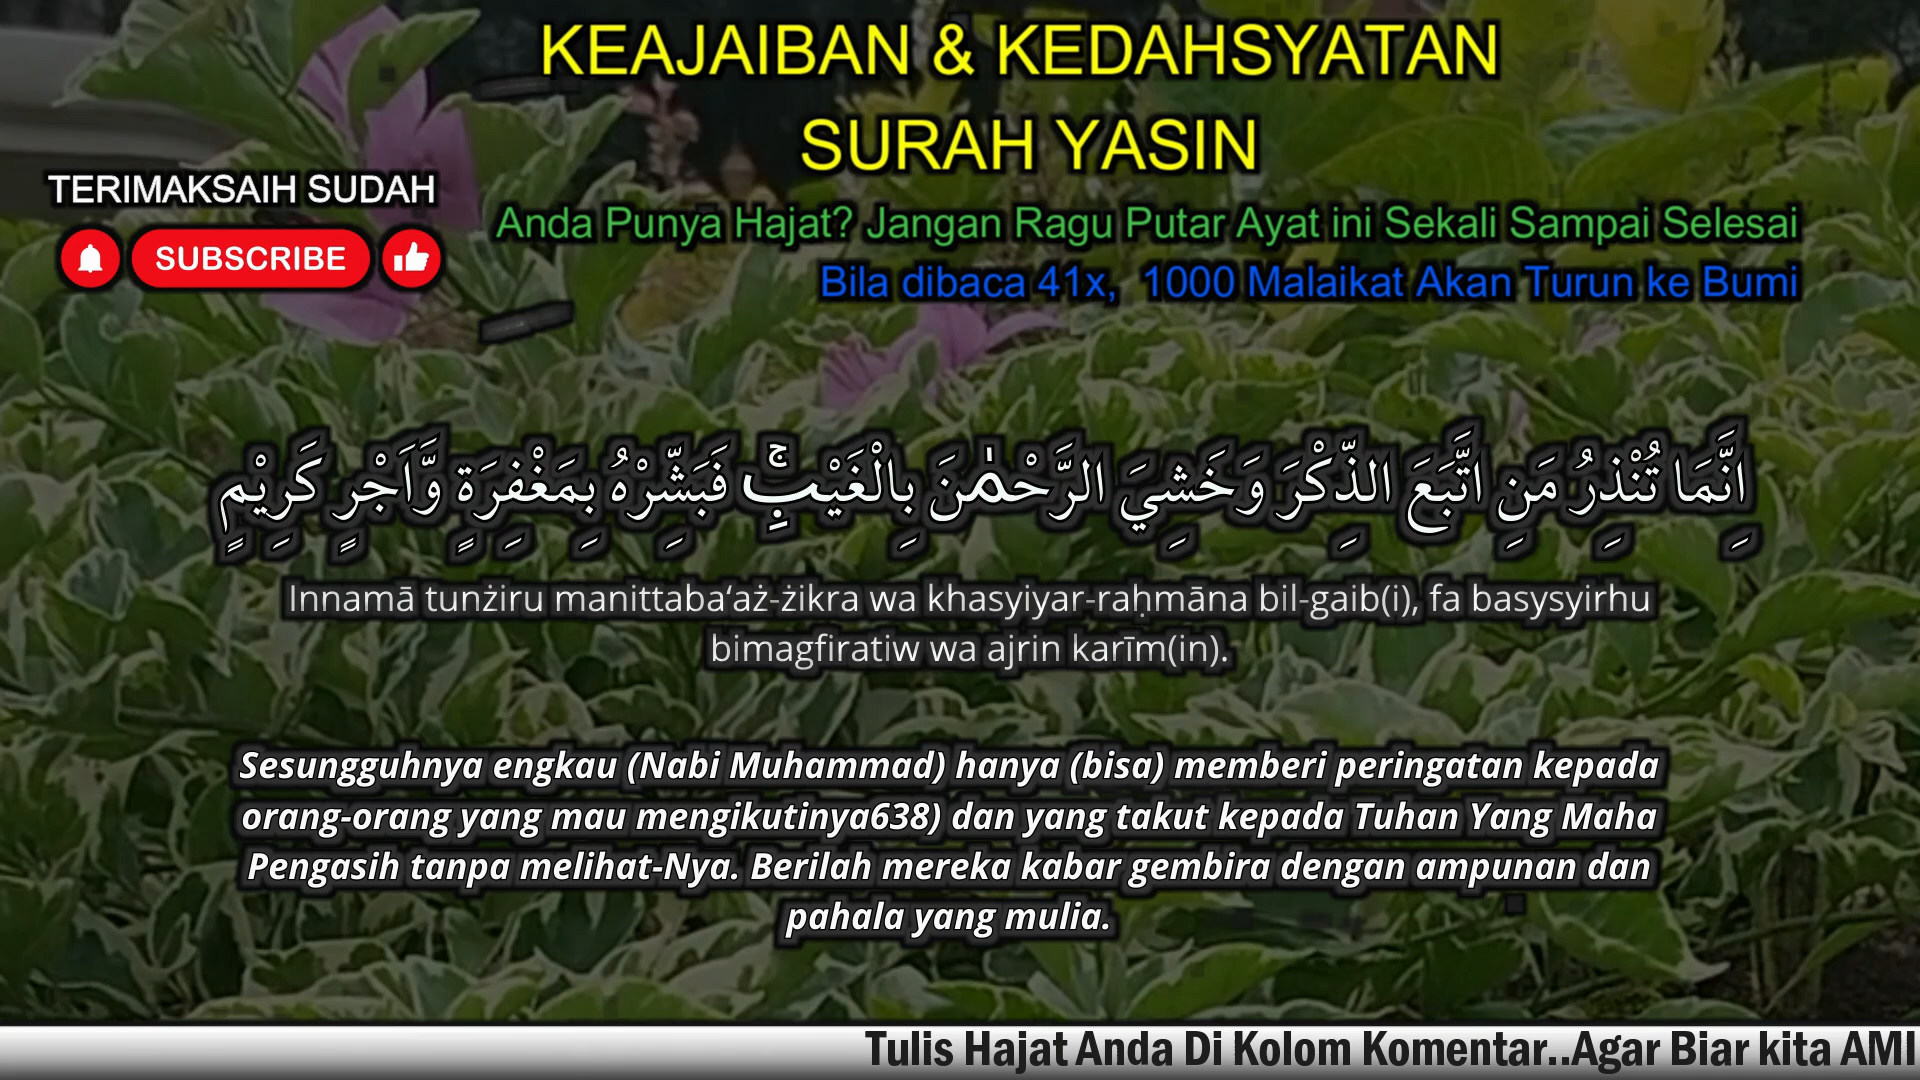 KEAJAIBAN & KEDAHSYATAN
SURAH YASIN
TERIMAKSAIH SUDAH
SUBSCRIBE
Anda Punya Hajat? Jangan Ragu Putar Ayat ini Sekali Sampai Selesai
Bila dibaca 41x, 1000 Malaikat Akan Turun ke Bumi
اِنَّمَا تُنْذِرُ مَنِ اتَّبَعَ الذِّكْرَ وَخَشِيَ الرَّحْمٰنَ بِالْغَيْبِۚ فَبَشِّرْهُ بِمَغْفِرَةٍ وَّاَجْرٍ كَرِيْمٍ
Innamā tunżiru manittaba‘aż-żikra wa khasyiyar-raḥmāna bil-gaib(i), fa basysyirhu
bimagfiratiw wa ajrin karīm(in).
Sesungguhnya engkau (Nabi Muhammad) hanya (bisa) memberi peringatan kepada
orang-orang yang mau mengikutinya638) dan yang takut kepada Tuhan Yang Maha
Pengasih tanpa melihat-Nya. Berilah mereka kabar gembira dengan ampunan dan
pahala yang mulia.
Tulis Hajat Anda Di Kolom Komentar..Agar Biar kita AMI